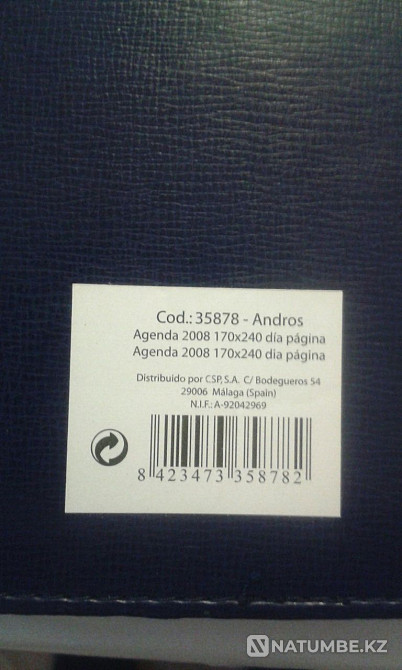 Cod.: 35878 - Andros
Agenda 2008 170x240 día página
Agenda 2008 170x240 dia página
Distribuido por CSP, S.A. C/ Bodegueros 54
29006 Málaga (Spain)
N.I.F.: A-92042969
8 423473 358782
NATUMBE.KZ